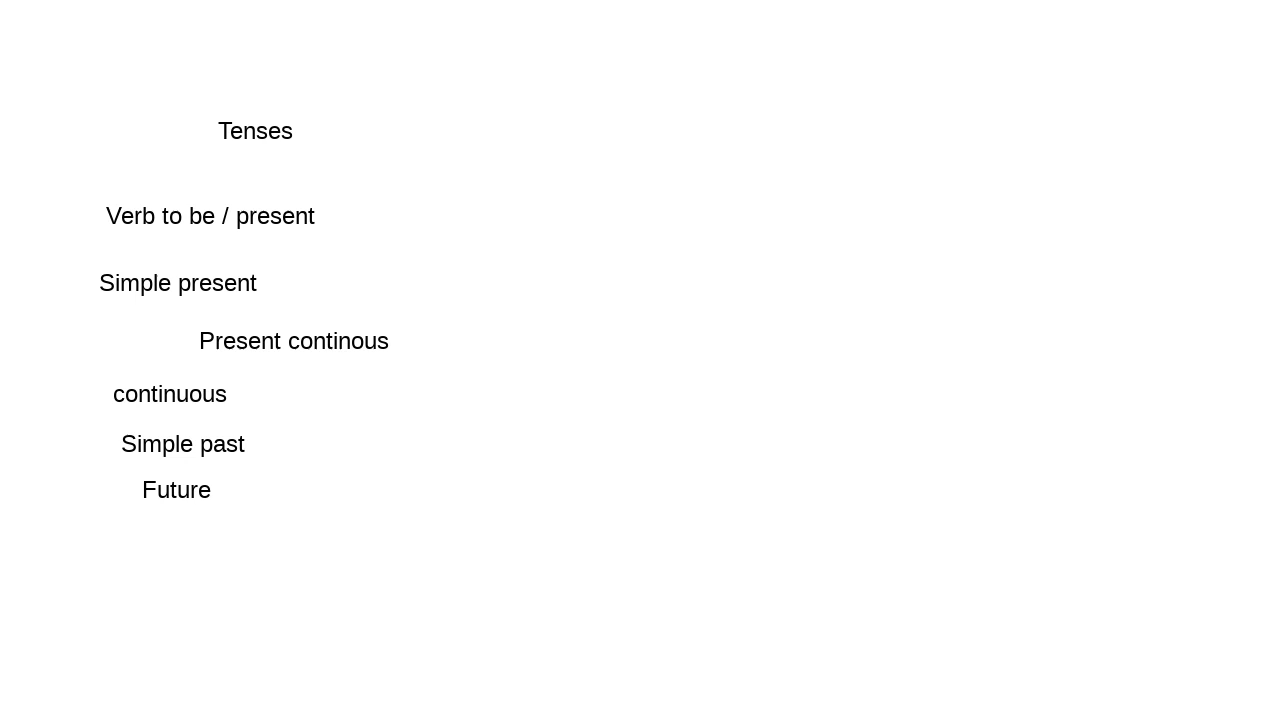 Tenses
Verb to be / present
Simple present
Present continous
continuous
Simple past
Future